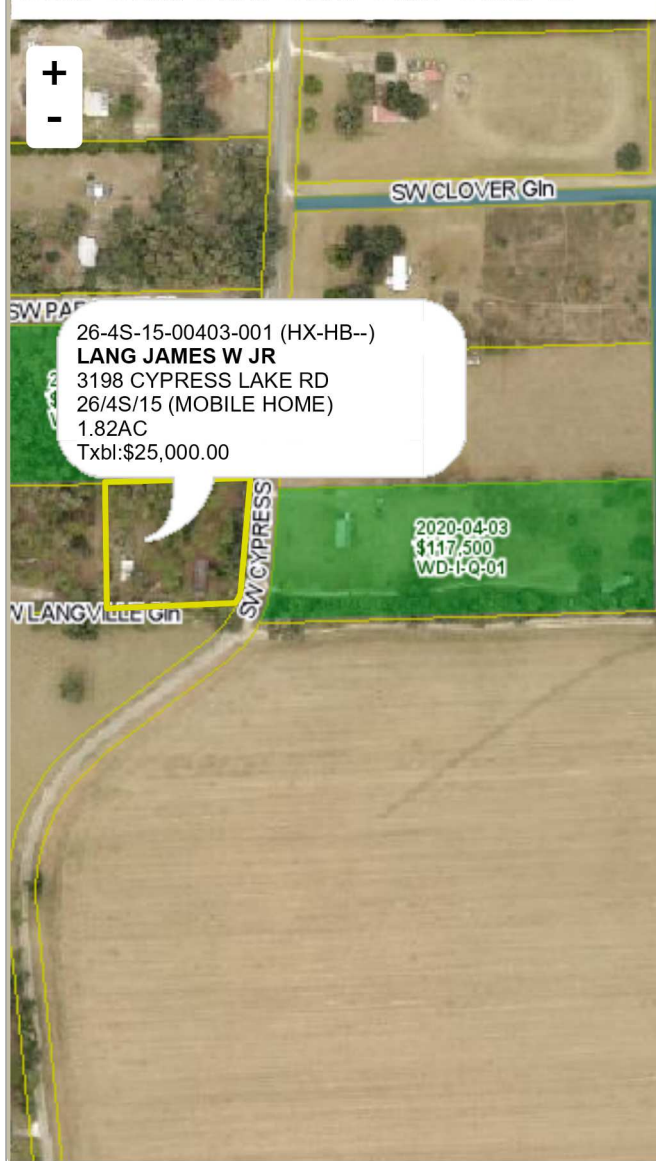 +
-
SW CLOVER Gln
SW PA
26-4S-15-00403-001 (HX-HB--)
LANG JAMES W JR
3198 CYPRESS LAKE RD
26/4S/15 (MOBILE HOME)
1.82AC
Txbl:$25,000.00
SW CYPRESS
2020-04-03
$117,500
WD-I-Q-01
W LANGVILLE Gln